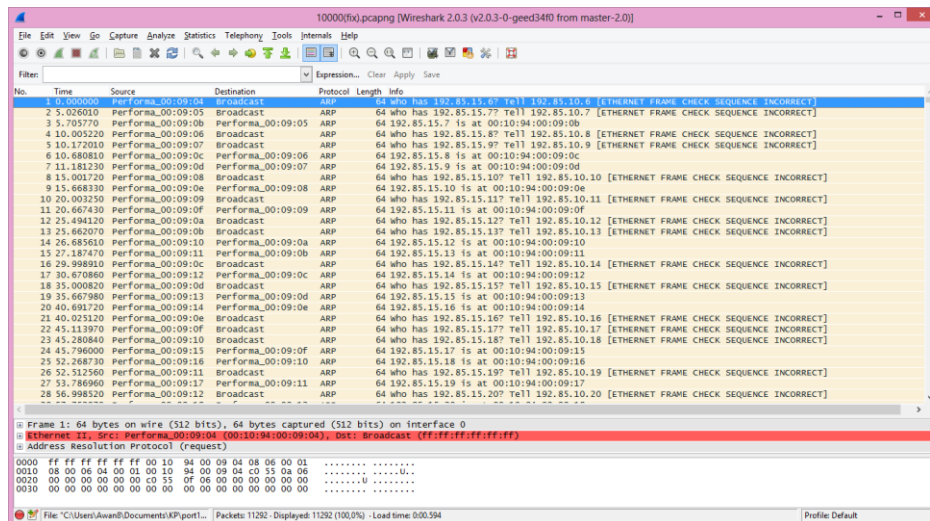 10000(fix).pcapng [Wireshark 2.0.3 (v2.0.3-0-geed34f0 from master-2.0)]
File Edit View Go Capture Analyze Statistics Telephony Tools Internals Help
Filter: Expression... Clear Apply Save
No. Time Source Destination Protocol Length Info
1 0.000000 Performa_00:09:04 Broadcast ARP 64 who has 192.85.15.6? Tell 192.85.10.6 [ETHERNET FRAME CHECK SEQUENCE INCORRECT]
2 5.026010 Performa_00:09:05 Broadcast ARP 64 who has 192.85.15.7? Tell 192.85.10.7 [ETHERNET FRAME CHECK SEQUENCE INCORRECT]
3 5.705770 Performa_00:09:0b Performa_00:09:05 ARP 64 192.85.15.7 is at 00:10:94:00:09:0b
4 10.005220 Performa_00:09:06 Broadcast ARP 64 who has 192.85.15.8? Tell 192.85.10.8 [ETHERNET FRAME CHECK SEQUENCE INCORRECT]
5 10.172010 Performa_00:09:07 Broadcast ARP 64 who has 192.85.15.9? Tell 192.85.10.9 [ETHERNET FRAME CHECK SEQUENCE INCORRECT]
6 10.680810 Performa_00:09:0c Performa_00:09:06 ARP 64 192.85.15.8 is at 00:10:94:00:09:0c
7 11.181230 Performa_00:09:0d Performa_00:09:07 ARP 64 192.85.15.9 is at 00:10:94:00:09:0d
8 15.001720 Performa_00:09:08 Broadcast ARP 64 who has 192.85.15.10? Tell 192.85.10.10 [ETHERNET FRAME CHECK SEQUENCE INCORRECT]
9 15.668330 Performa_00:09:0e Performa_00:09:08 ARP 64 192.85.15.10 is at 00:10:94:00:09:0e
10 20.003250 Performa_00:09:09 Broadcast ARP 64 who has 192.85.15.11? Tell 192.85.10.11 [ETHERNET FRAME CHECK SEQUENCE INCORRECT]
11 20.667430 Performa_00:09:0f Performa_00:09:09 ARP 64 192.85.15.11 is at 00:10:94:00:09:0f
12 25.494120 Performa_00:09:0a Broadcast ARP 64 who has 192.85.15.12? Tell 192.85.10.12 [ETHERNET FRAME CHECK SEQUENCE INCORRECT]
13 25.662070 Performa_00:09:0b Broadcast ARP 64 who has 192.85.15.13? Tell 192.85.10.13 [ETHERNET FRAME CHECK SEQUENCE INCORRECT]
14 26.685610 Performa_00:09:10 Performa_00:09:0a ARP 64 192.85.15.12 is at 00:10:94:00:09:10
15 27.187470 Performa_00:09:11 Performa_00:09:0b ARP 64 192.85.15.13 is at 00:10:94:00:09:11
16 29.998910 Performa_00:09:0c Broadcast ARP 64 who has 192.85.15.14? Tell 192.85.10.14 [ETHERNET FRAME CHECK SEQUENCE INCORRECT]
17 30.670860 Performa_00:09:12 Performa_00:09:0c ARP 64 192.85.15.14 is at 00:10:94:00:09:12
18 35.000820 Performa_00:09:0d Broadcast ARP 64 who has 192.85.15.15? Tell 192.85.10.15 [ETHERNET FRAME CHECK SEQUENCE INCORRECT]
19 35.667980 Performa_00:09:13 Performa_00:09:0d ARP 64 192.85.15.15 is at 00:10:94:00:09:13
20 40.691720 Performa_00:09:14 Performa_00:09:0e ARP 64 192.85.15.16 is at 00:10:94:00:09:14
21 40.025120 Performa_00:09:0e Broadcast ARP 64 who has 192.85.15.16? Tell 192.85.10.16 [ETHERNET FRAME CHECK SEQUENCE INCORRECT]
22 45.113970 Performa_00:09:0f Broadcast ARP 64 who has 192.85.15.17? Tell 192.85.10.17 [ETHERNET FRAME CHECK SEQUENCE INCORRECT]
23 45.280840 Performa_00:09:10 Broadcast ARP 64 who has 192.85.15.18? Tell 192.85.10.18 [ETHERNET FRAME CHECK SEQUENCE INCORRECT]
24 45.796000 Performa_00:09:15 Performa_00:09:0f ARP 64 192.85.15.17 is at 00:10:94:00:09:15
25 52.268730 Performa_00:09:16 Performa_00:09:10 ARP 64 192.85.15.18 is at 00:10:94:00:09:16
26 52.512560 Performa_00:09:11 Broadcast ARP 64 who has 192.85.15.19? Tell 192.85.10.19 [ETHERNET FRAME CHECK SEQUENCE INCORRECT]
27 53.786960 Performa_00:09:17 Performa_00:09:11 ARP 64 192.85.15.19 is at 00:10:94:00:09:17
28 56.998520 Performa_00:09:12 Broadcast ARP 64 who has 192.85.15.20? Tell 192.85.10.20 [ETHERNET FRAME CHECK SEQUENCE INCORRECT]
Frame 1: 64 bytes on wire (512 bits), 64 bytes captured (512 bits) on interface 0
Ethernet II, Src: Performa_00:09:04 (00:10:94:00:09:04), Dst: Broadcast (ff:ff:ff:ff:ff:ff)
Address Resolution Protocol (request)
0000 ff ff ff ff ff ff 00 10 94 00 09 04 08 06 00 01 ........ ........
0010 08 00 06 04 00 01 00 10 94 00 09 04 c0 55 0a 06 ........ .....U..
0020 00 00 00 00 00 00 c0 55 0f 06 00 00 00 00 00 00 .......U ........
0030 00 00 00 00 00 00 00 00 00 00 00 00 00 00 00 00 ........ ........
File: "C:\Users\Awan8\Documents\KP\port1... Packets: 11292 - Displayed: 11292 (100,0%) - Load time: 0:00.594 Profile: Default